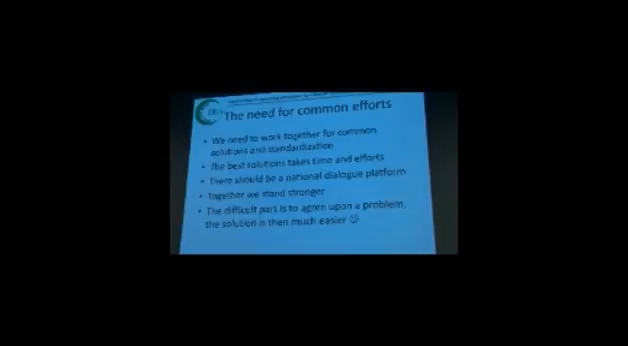 The need for common efforts
• We need to work together for common
solutions and standardization
• The best solutions takes time and efforts
• There should be a national dialogue platform
• Together we stand stronger
• The difficult part is to agree upon a problem,
the solution is then much easier ☺